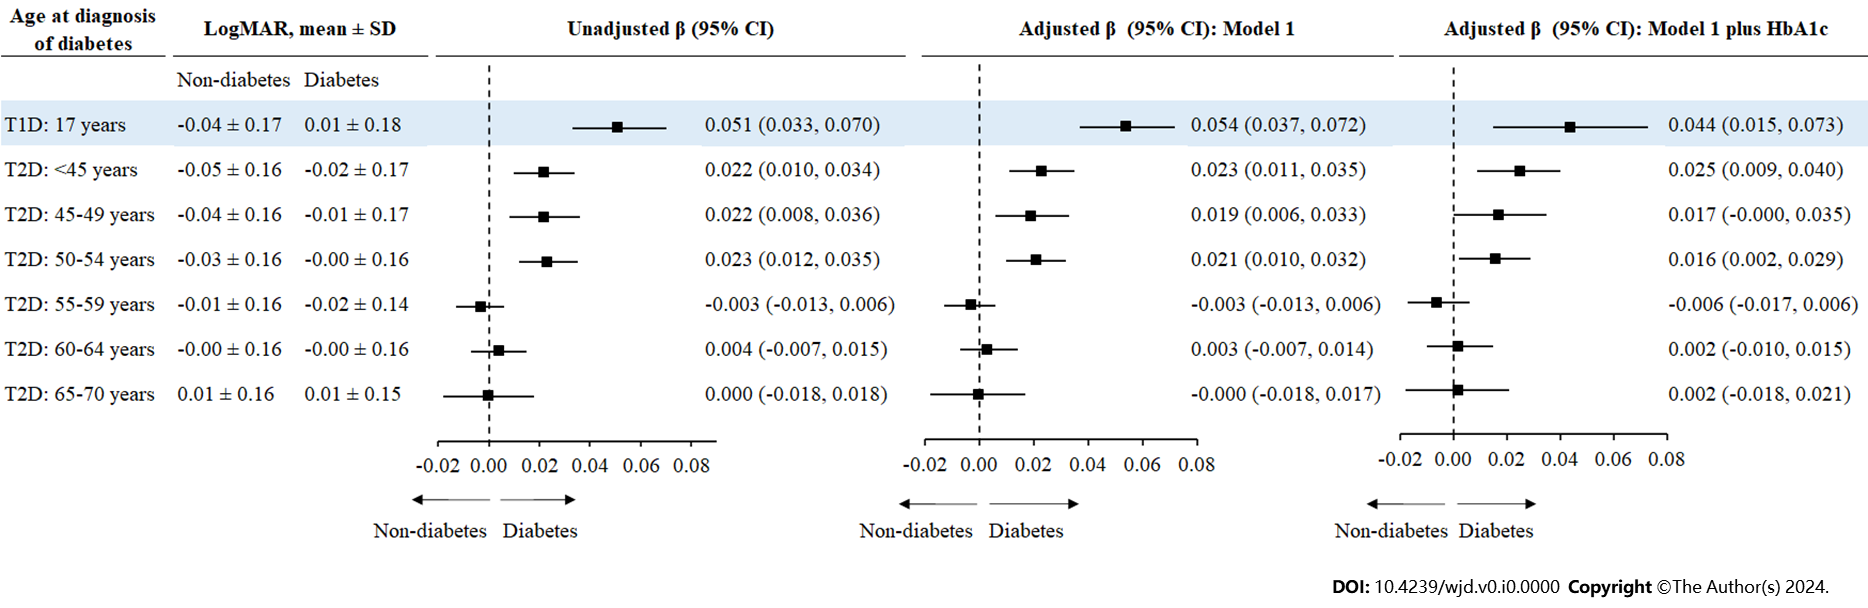 Age at diagnosis of diabetes LogMAR, mean ± SD Unadjusted β (95% CI) Adjusted β (95% CI): Model 1 Adjusted β (95% CI): Model 1 plus HbA1c
Non-diabetes Diabetes
T1D: 17 years -0.04 ± 0.17 0.01 ± 0.18 0.051 (0.033, 0.070) 0.054 (0.037, 0.072) 0.044 (0.015, 0.073)
T2D: <45 years -0.05 ± 0.16 -0.02 ± 0.17 0.022 (0.010, 0.034) 0.023 (0.011, 0.035) 0.025 (0.009, 0.040)
T2D: 45-49 years -0.04 ± 0.16 -0.01 ± 0.17 0.022 (0.008, 0.036) 0.019 (0.006, 0.033) 0.017 (-0.000, 0.035)
T2D: 50-54 years -0.03 ± 0.16 -0.00 ± 0.16 0.023 (0.012, 0.035) 0.021 (0.010, 0.032) 0.016 (0.002, 0.029)
T2D: 55-59 years -0.01 ± 0.16 -0.02 ± 0.14 -0.003 (-0.013, 0.006) -0.003 (-0.013, 0.006) -0.006 (-0.017, 0.006)
T2D: 60-64 years -0.00 ± 0.16 -0.00 ± 0.16 0.004 (-0.007, 0.015) 0.003 (-0.007, 0.014) 0.002 (-0.010, 0.015)
T2D: 65-70 years 0.01 ± 0.16 0.01 ± 0.15 0.000 (-0.018, 0.018) -0.000 (-0.018, 0.017) 0.002 (-0.018, 0.021)
-0.02 0.00 0.02 0.04 0.06 0.08 -0.02 0.00 0.02 0.04 0.06 0.08 -0.02 0.00 0.02 0.04 0.06 0.08
Non-diabetes Diabetes Non-diabetes Diabetes Non-diabetes Diabetes
DOI: 10.4239/wjd.v0.i0.0000 Copyright ©The Author(s) 2024.